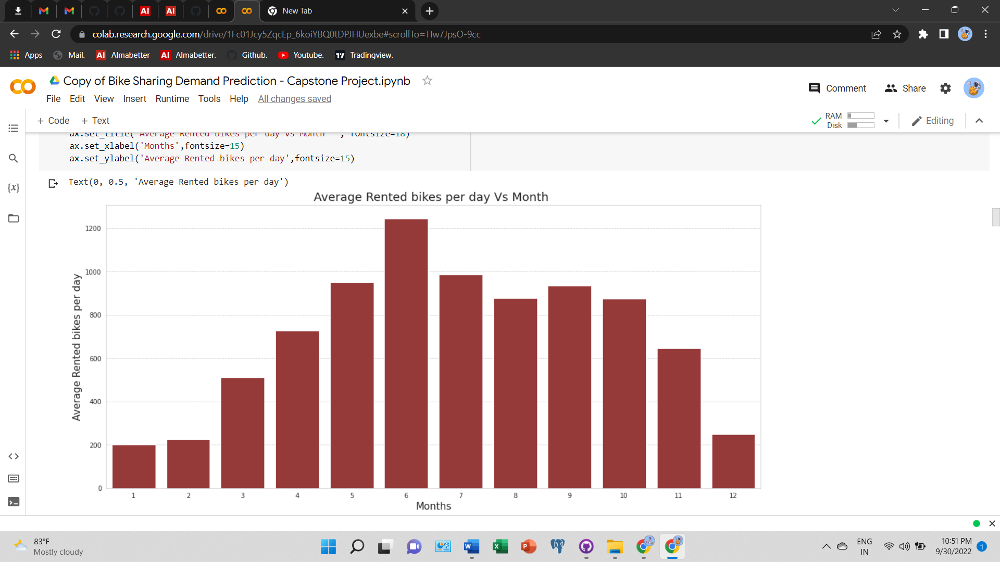 New Tab
colab.research.google.com/drive/1Fc01Jcy5ZqcEp_6koiYBQ0tDPJHUexbe#scrollTo=TIw7JpsO-9cc
Apps Mail. AI Almabetter AI Almabetter. Github. Youtube. Tradingview.
Copy of Bike Sharing Demand Prediction - Capstone Project.ipynb
Comment Share
File Edit View Insert Runtime Tools Help All changes saved
+ Code + Text
RAM
Disk
Editing
ax.set_title('Average Rented bikes per day Vs Month ', fontsize=18)
ax.set_xlabel('Months',fontsize=15)
ax.set_ylabel('Average Rented bikes per day',fontsize=15)
Text(0, 0.5, 'Average Rented bikes per day')
Average Rented bikes per day Vs Month
1200
1000
800
600
400
200
0
Average Rented bikes per day
1 2 3 4 5 6 7 8 9 10 11 12
Months
83°F
Mostly cloudy
ENG
IN
10:51 PM
9/30/2022
1